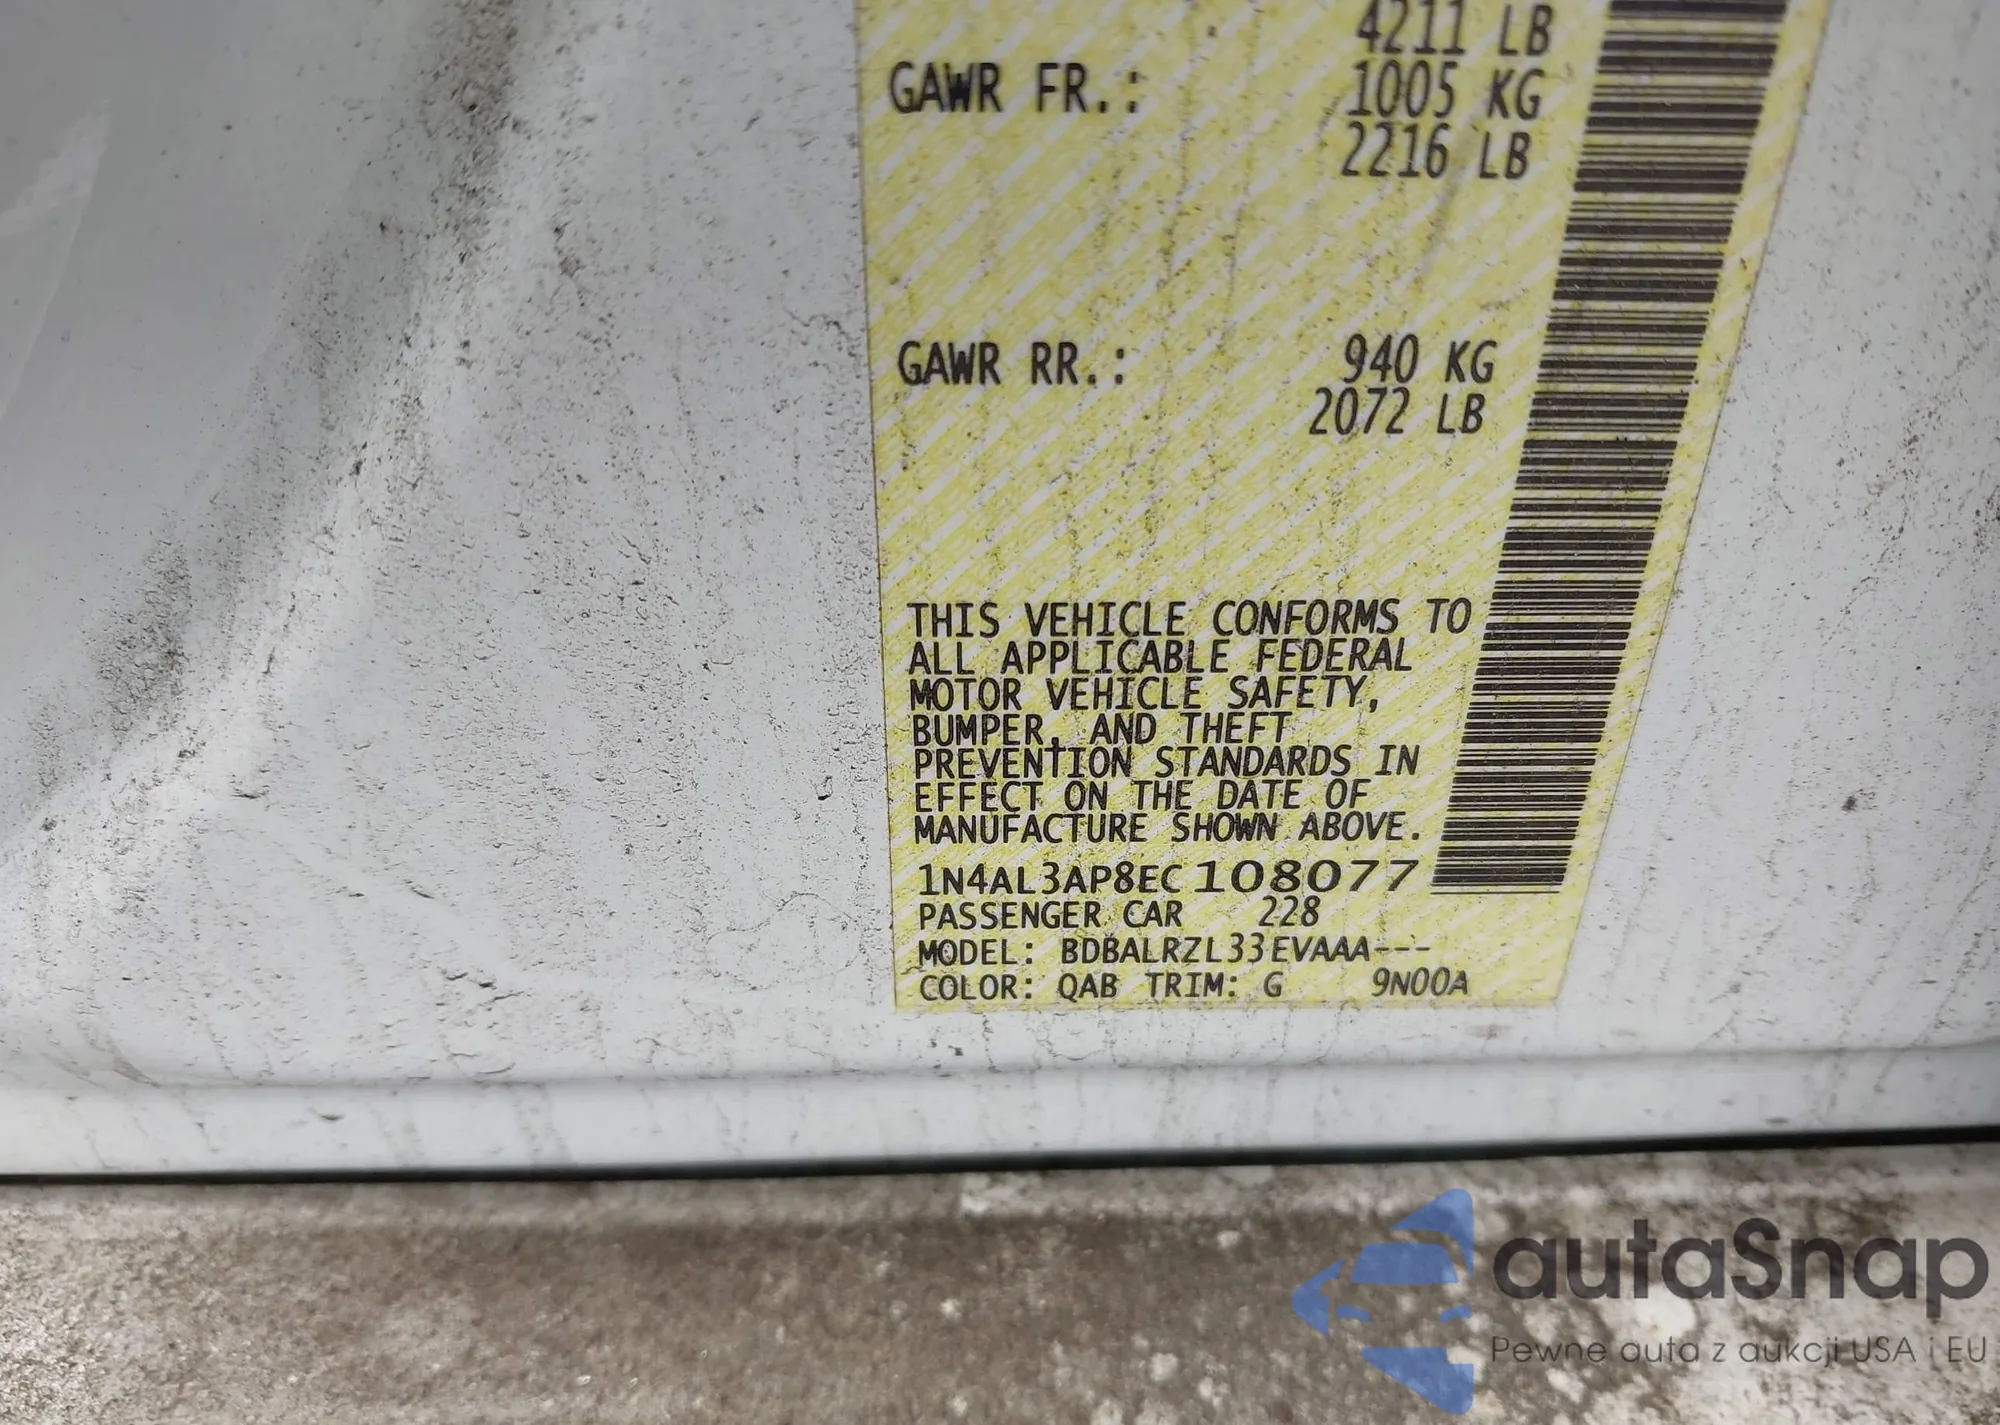 4211 LB
GAWR FR.: 1005 KG
2216 LB
GAWR RR.: 940 KG
2072 LB
THIS VEHICLE CONFORMS TO
ALL APPLICABLE FEDERAL
MOTOR VEHICLE SAFETY,
BUMPER, AND THEFT
PREVENTION STANDARDS IN
EFFECT ON THE DATE OF
MANUFACTURE SHOWN ABOVE.
1N4AL3AP8EC108077
PASSENGER CAR 228
MODEL: BDBALRZL33EVAAA---
COLOR: QAB TRIM: G 9N00A
autaSnap
Pewne auta z aukcji USA i EU